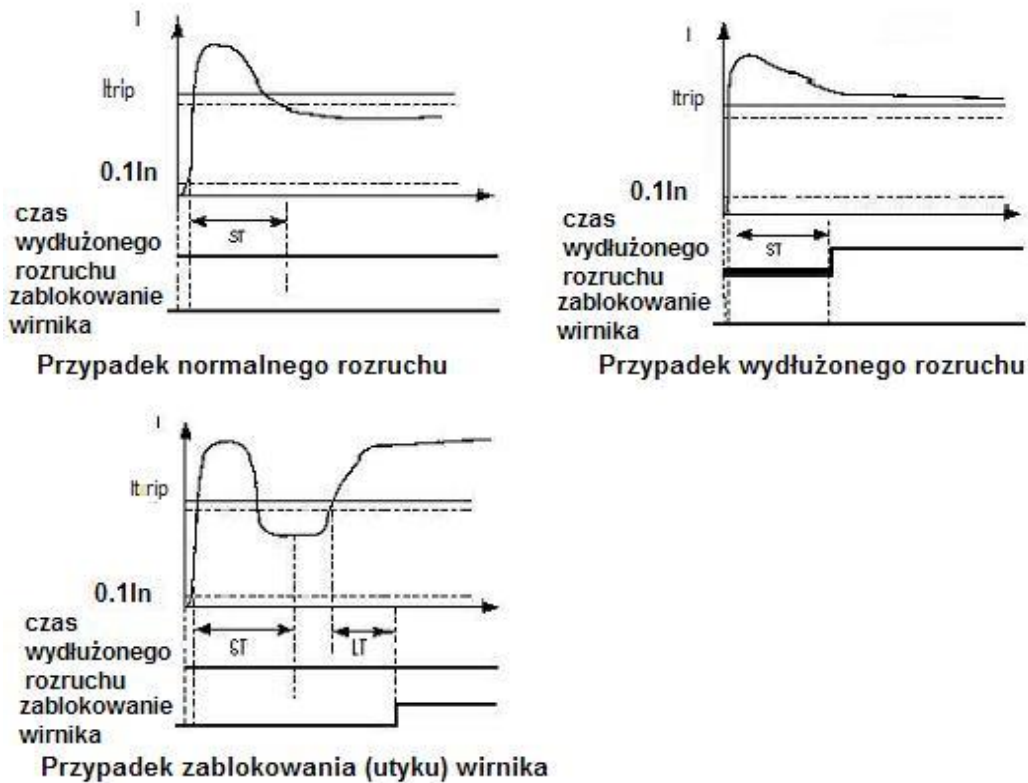 I
Itrip
0.1In
czas
wydłużonego
rozruchu
zablokowanie
wirnika
ST
Przypadek normalnego rozruchu
I
Itrip
0.1In
czas
wydłużonego
rozruchu
zablokowanie
wirnika
ST
Przypadek wydłużonego rozruchu
I
Itrip
0.1In
czas
wydłużonego
rozruchu
zablokowanie
wirnika
ST
LT
Przypadek zablokowania (utyku) wirnika